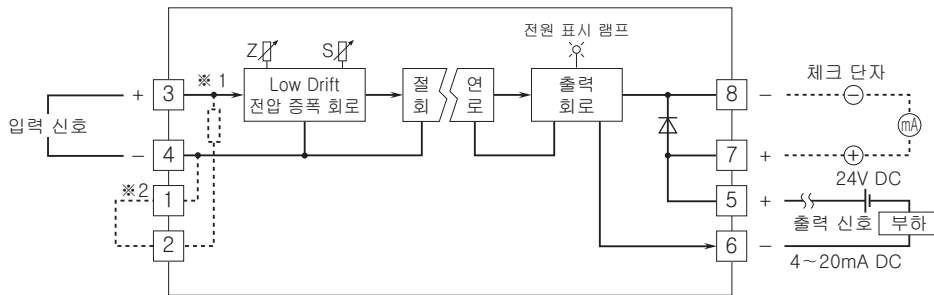 전원 표시 램프
Z
S
※ 1
Low Drift
전압 증폭 회로
절
회
연
로
출력
회로
체크 단자
+ 3
8 −
−
mA
입력 신호
− 4
7 +
+
24V DC
※2
1
5 +
출력 신호
부하
2
6 −
4～20mA DC